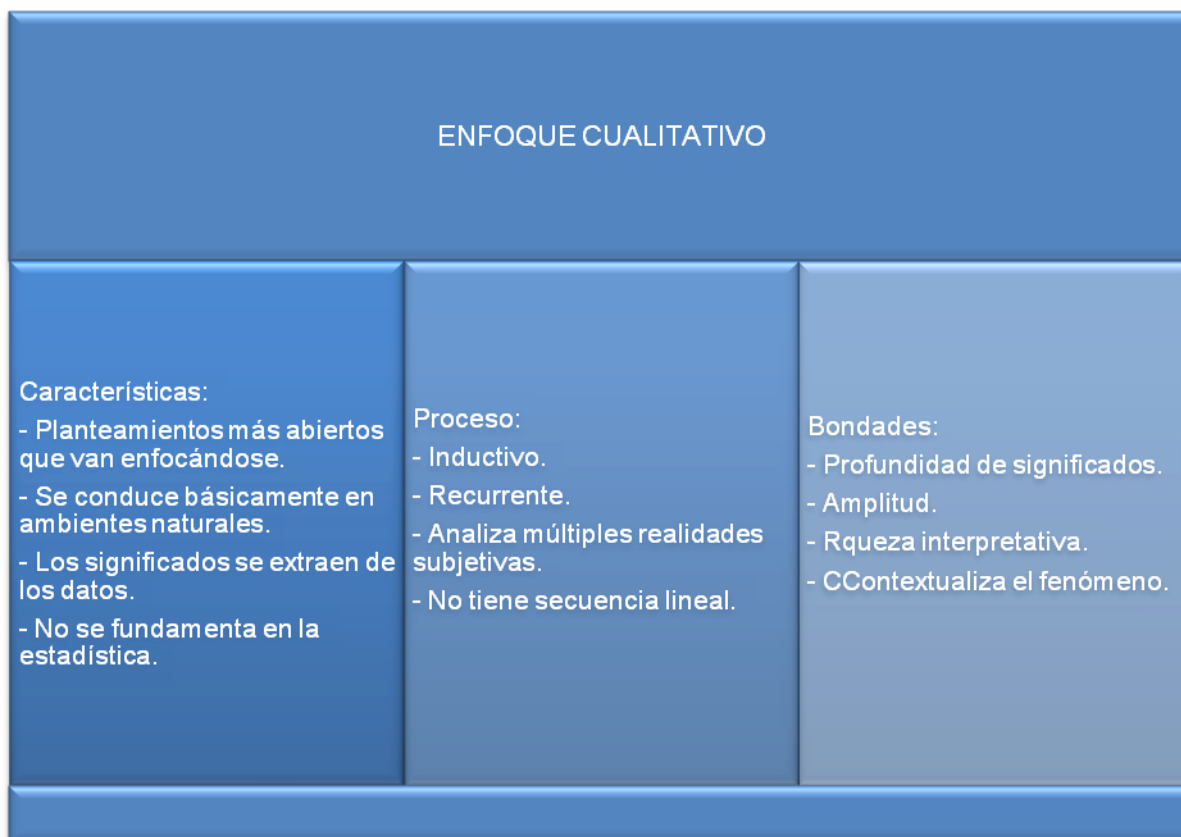 ENFOQUE CUALITATIVO
Característícas:
- Planteamientos más abiertos
que van enfocándose.
- Se conduce básicamente en
ambientes naturales.
- Los significados se extraen de
los datos.
- No se fundamenta en la
estadística.
Proceso:
- Inductivo.
- Recurrente.
- Analiza múltiples realidades
subjetivas.
- No tiene secuencia lineal.
Bondades:
- Profundidad de significados.
- Amplitud.
- Rqueza interpretativa.
- CContextualiza el fenómeno.